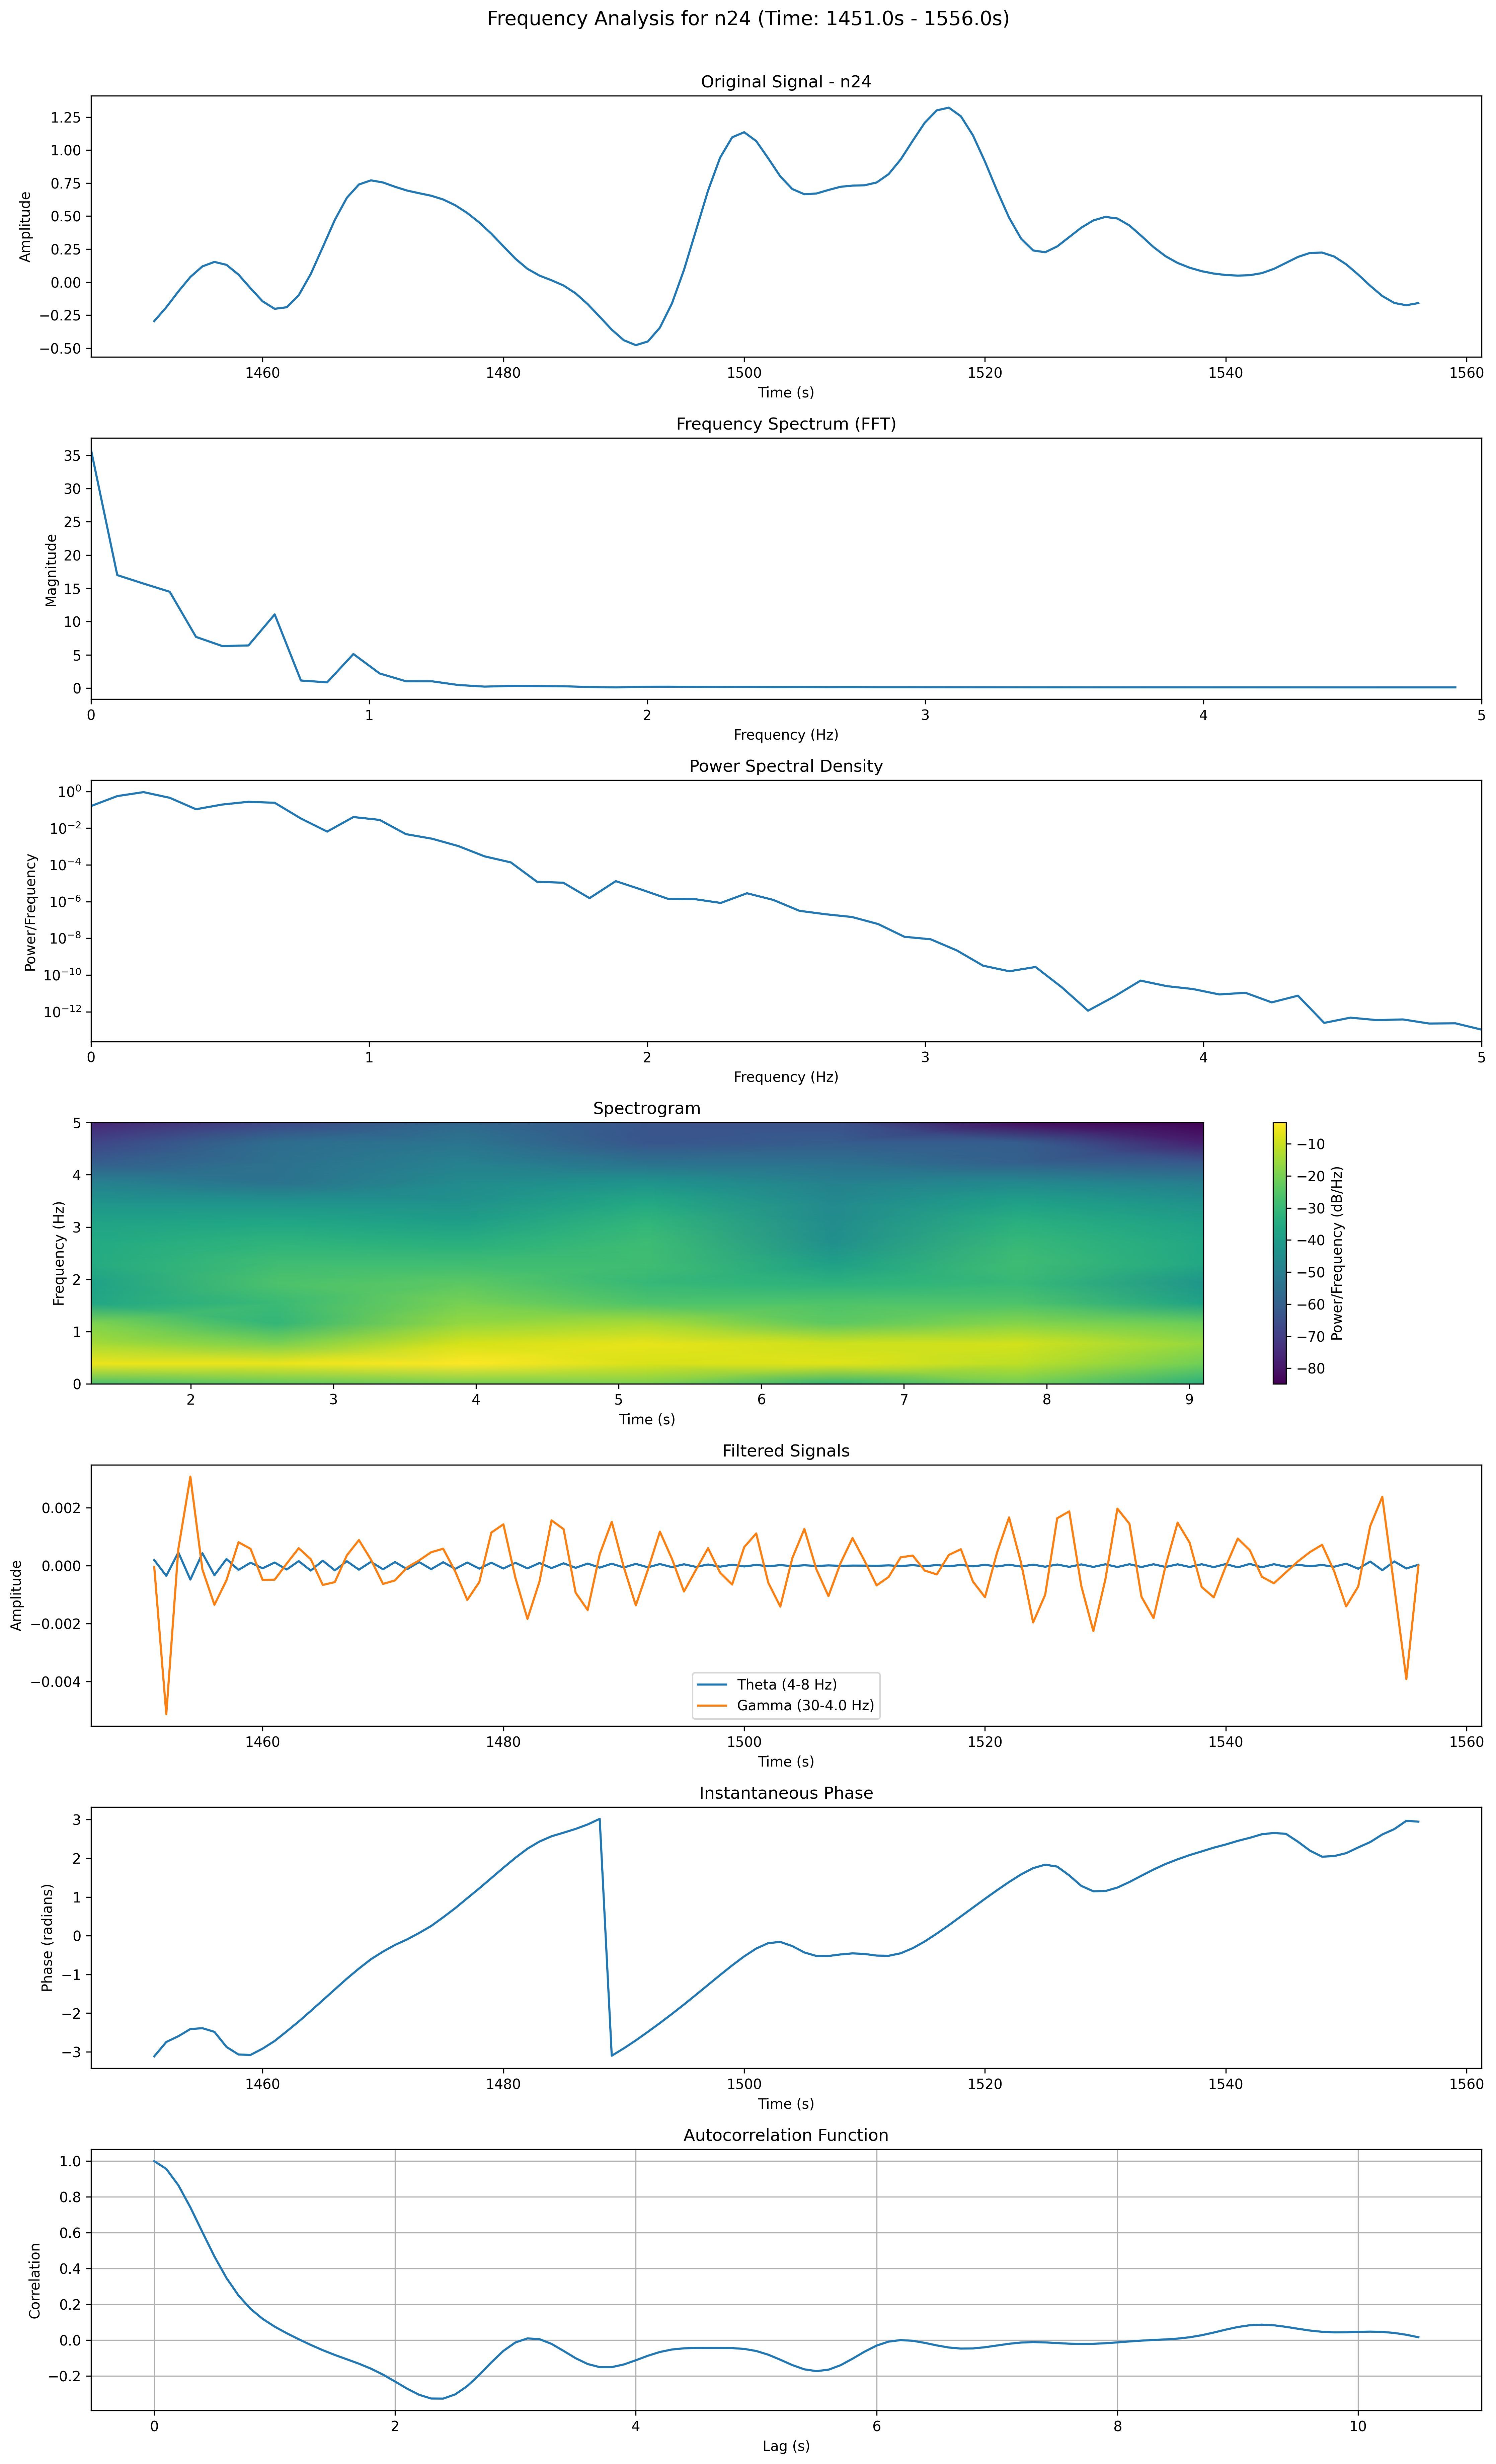 Frequency Analysis for n24 (Time: 1451.0s - 1556.0s)
Original Signal - n24
Amplitude
1.25
1.00
0.75
0.50
0.25
0.00
−0.25
−0.50
1460 1480 1500 1520 1540 1560
Time (s)
Frequency Spectrum (FFT)
Magnitude
35
30
25
20
15
10
5
0
0 1 2 3 4 5
Frequency (Hz)
Power Spectral Density
Power/Frequency
10⁰
10⁻²
10⁻⁴
10⁻⁶
10⁻⁸
10⁻¹⁰
10⁻¹²
0 1 2 3 4 5
Frequency (Hz)
Spectrogram
Frequency (Hz)
5
4
3
2
1
0
2 3 4 5 6 7 8 9
Time (s)
−10
−20
−30
−40
−50
−60
−70
−80
Power/Frequency (dB/Hz)
Filtered Signals
Amplitude
0.002
0.000
−0.002
−0.004
Theta (4-8 Hz)
Gamma (30-4.0 Hz)
1460 1480 1500 1520 1540 1560
Time (s)
Instantaneous Phase
Phase (radians)
3
2
1
0
−1
−2
−3
1460 1480 1500 1520 1540 1560
Time (s)
Autocorrelation Function
Correlation
1.0
0.8
0.6
0.4
0.2
0.0
−0.2
0 2 4 6 8 10
Lag (s)